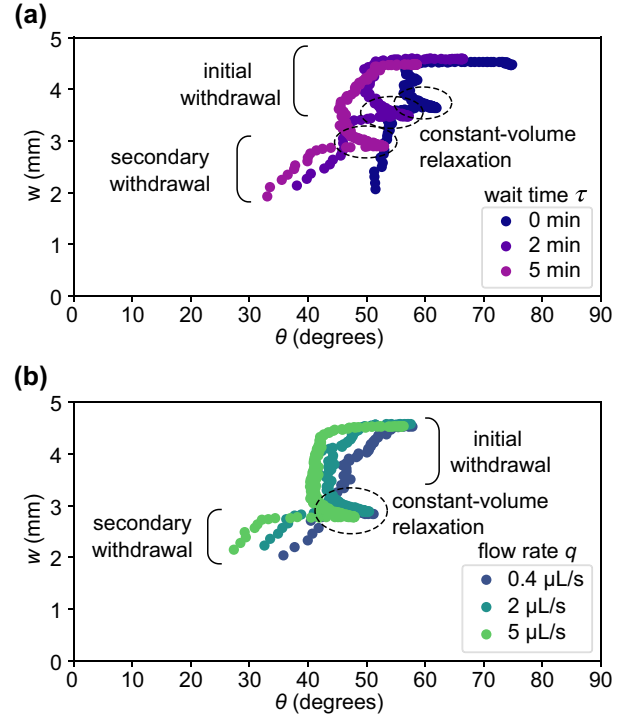 (a)
5
4
3
2
1
0
w (mm)
initial
withdrawal
secondary
withdrawal
constant-volume
relaxation
wait time τ
0 min
2 min
5 min
0 10 20 30 40 50 60 70 80 90
θ (degrees)
(b)
5
4
3
2
1
0
w (mm)
initial
withdrawal
secondary
withdrawal
constant-volume
relaxation
flow rate q
0.4 μL/s
2 μL/s
5 μL/s
0 10 20 30 40 50 60 70 80 90
θ (degrees)